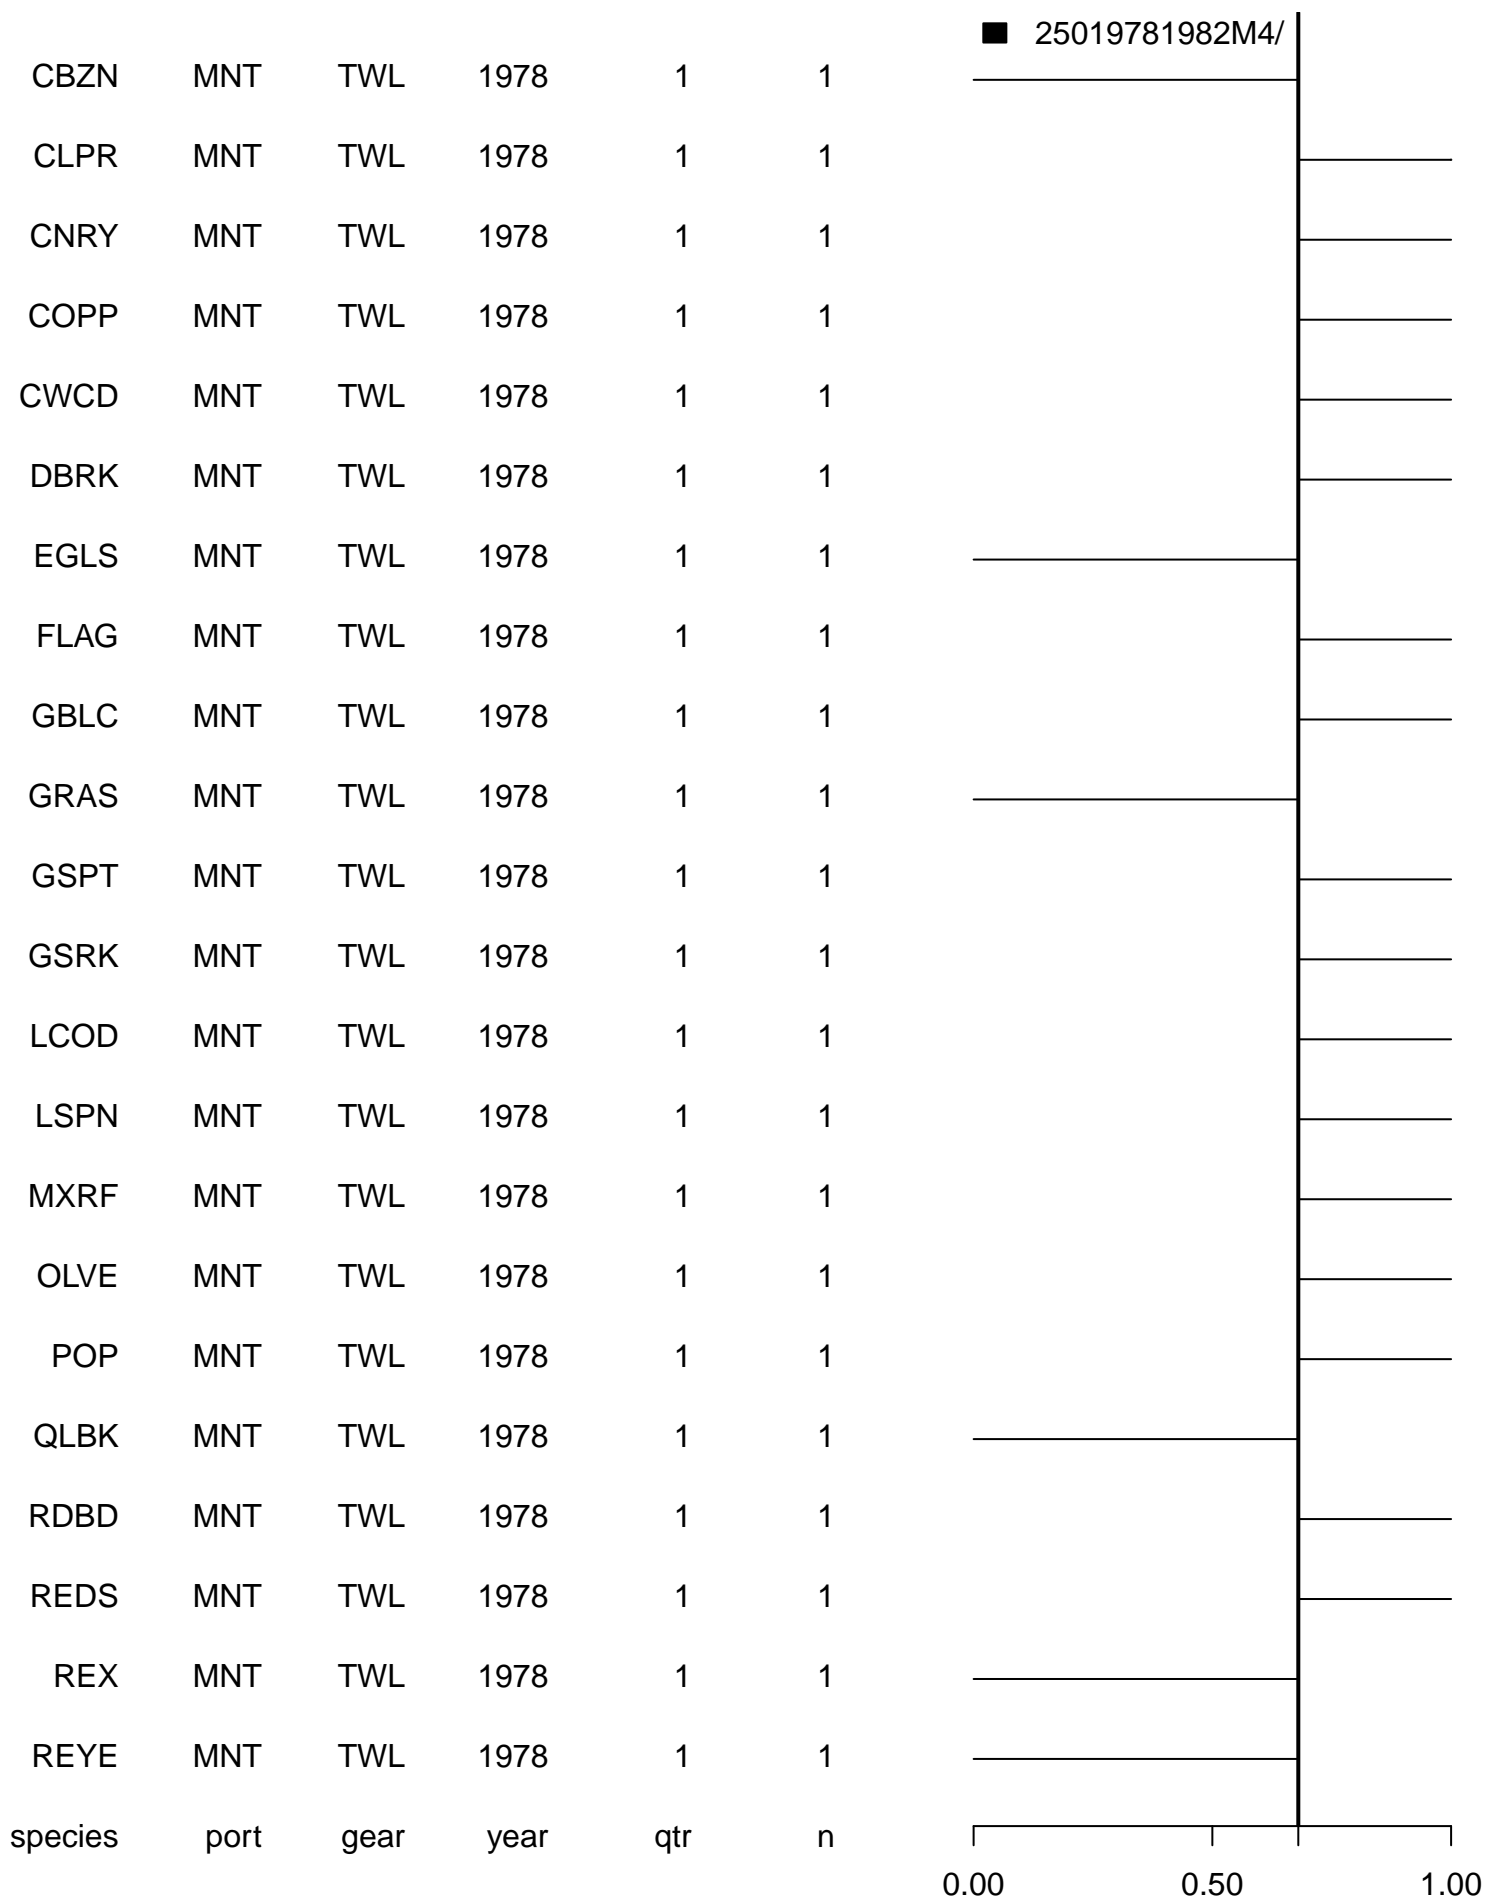 25019781982M4/
CBZN MNT TWL 1978 1 1
CLPR MNT TWL 1978 1 1
CNRY MNT TWL 1978 1 1
COPP MNT TWL 1978 1 1
CWCD MNT TWL 1978 1 1
DBRK MNT TWL 1978 1 1
EGLS MNT TWL 1978 1 1
FLAG MNT TWL 1978 1 1
GBLC MNT TWL 1978 1 1
GRAS MNT TWL 1978 1 1
GSPT MNT TWL 1978 1 1
GSRK MNT TWL 1978 1 1
LCOD MNT TWL 1978 1 1
LSPN MNT TWL 1978 1 1
MXRF MNT TWL 1978 1 1
OLVE MNT TWL 1978 1 1
POP MNT TWL 1978 1 1
QLBK MNT TWL 1978 1 1
RDBD MNT TWL 1978 1 1
REDS MNT TWL 1978 1 1
REX MNT TWL 1978 1 1
REYE MNT TWL 1978 1 1
species port gear year qtr n
0.00 0.50 1.00